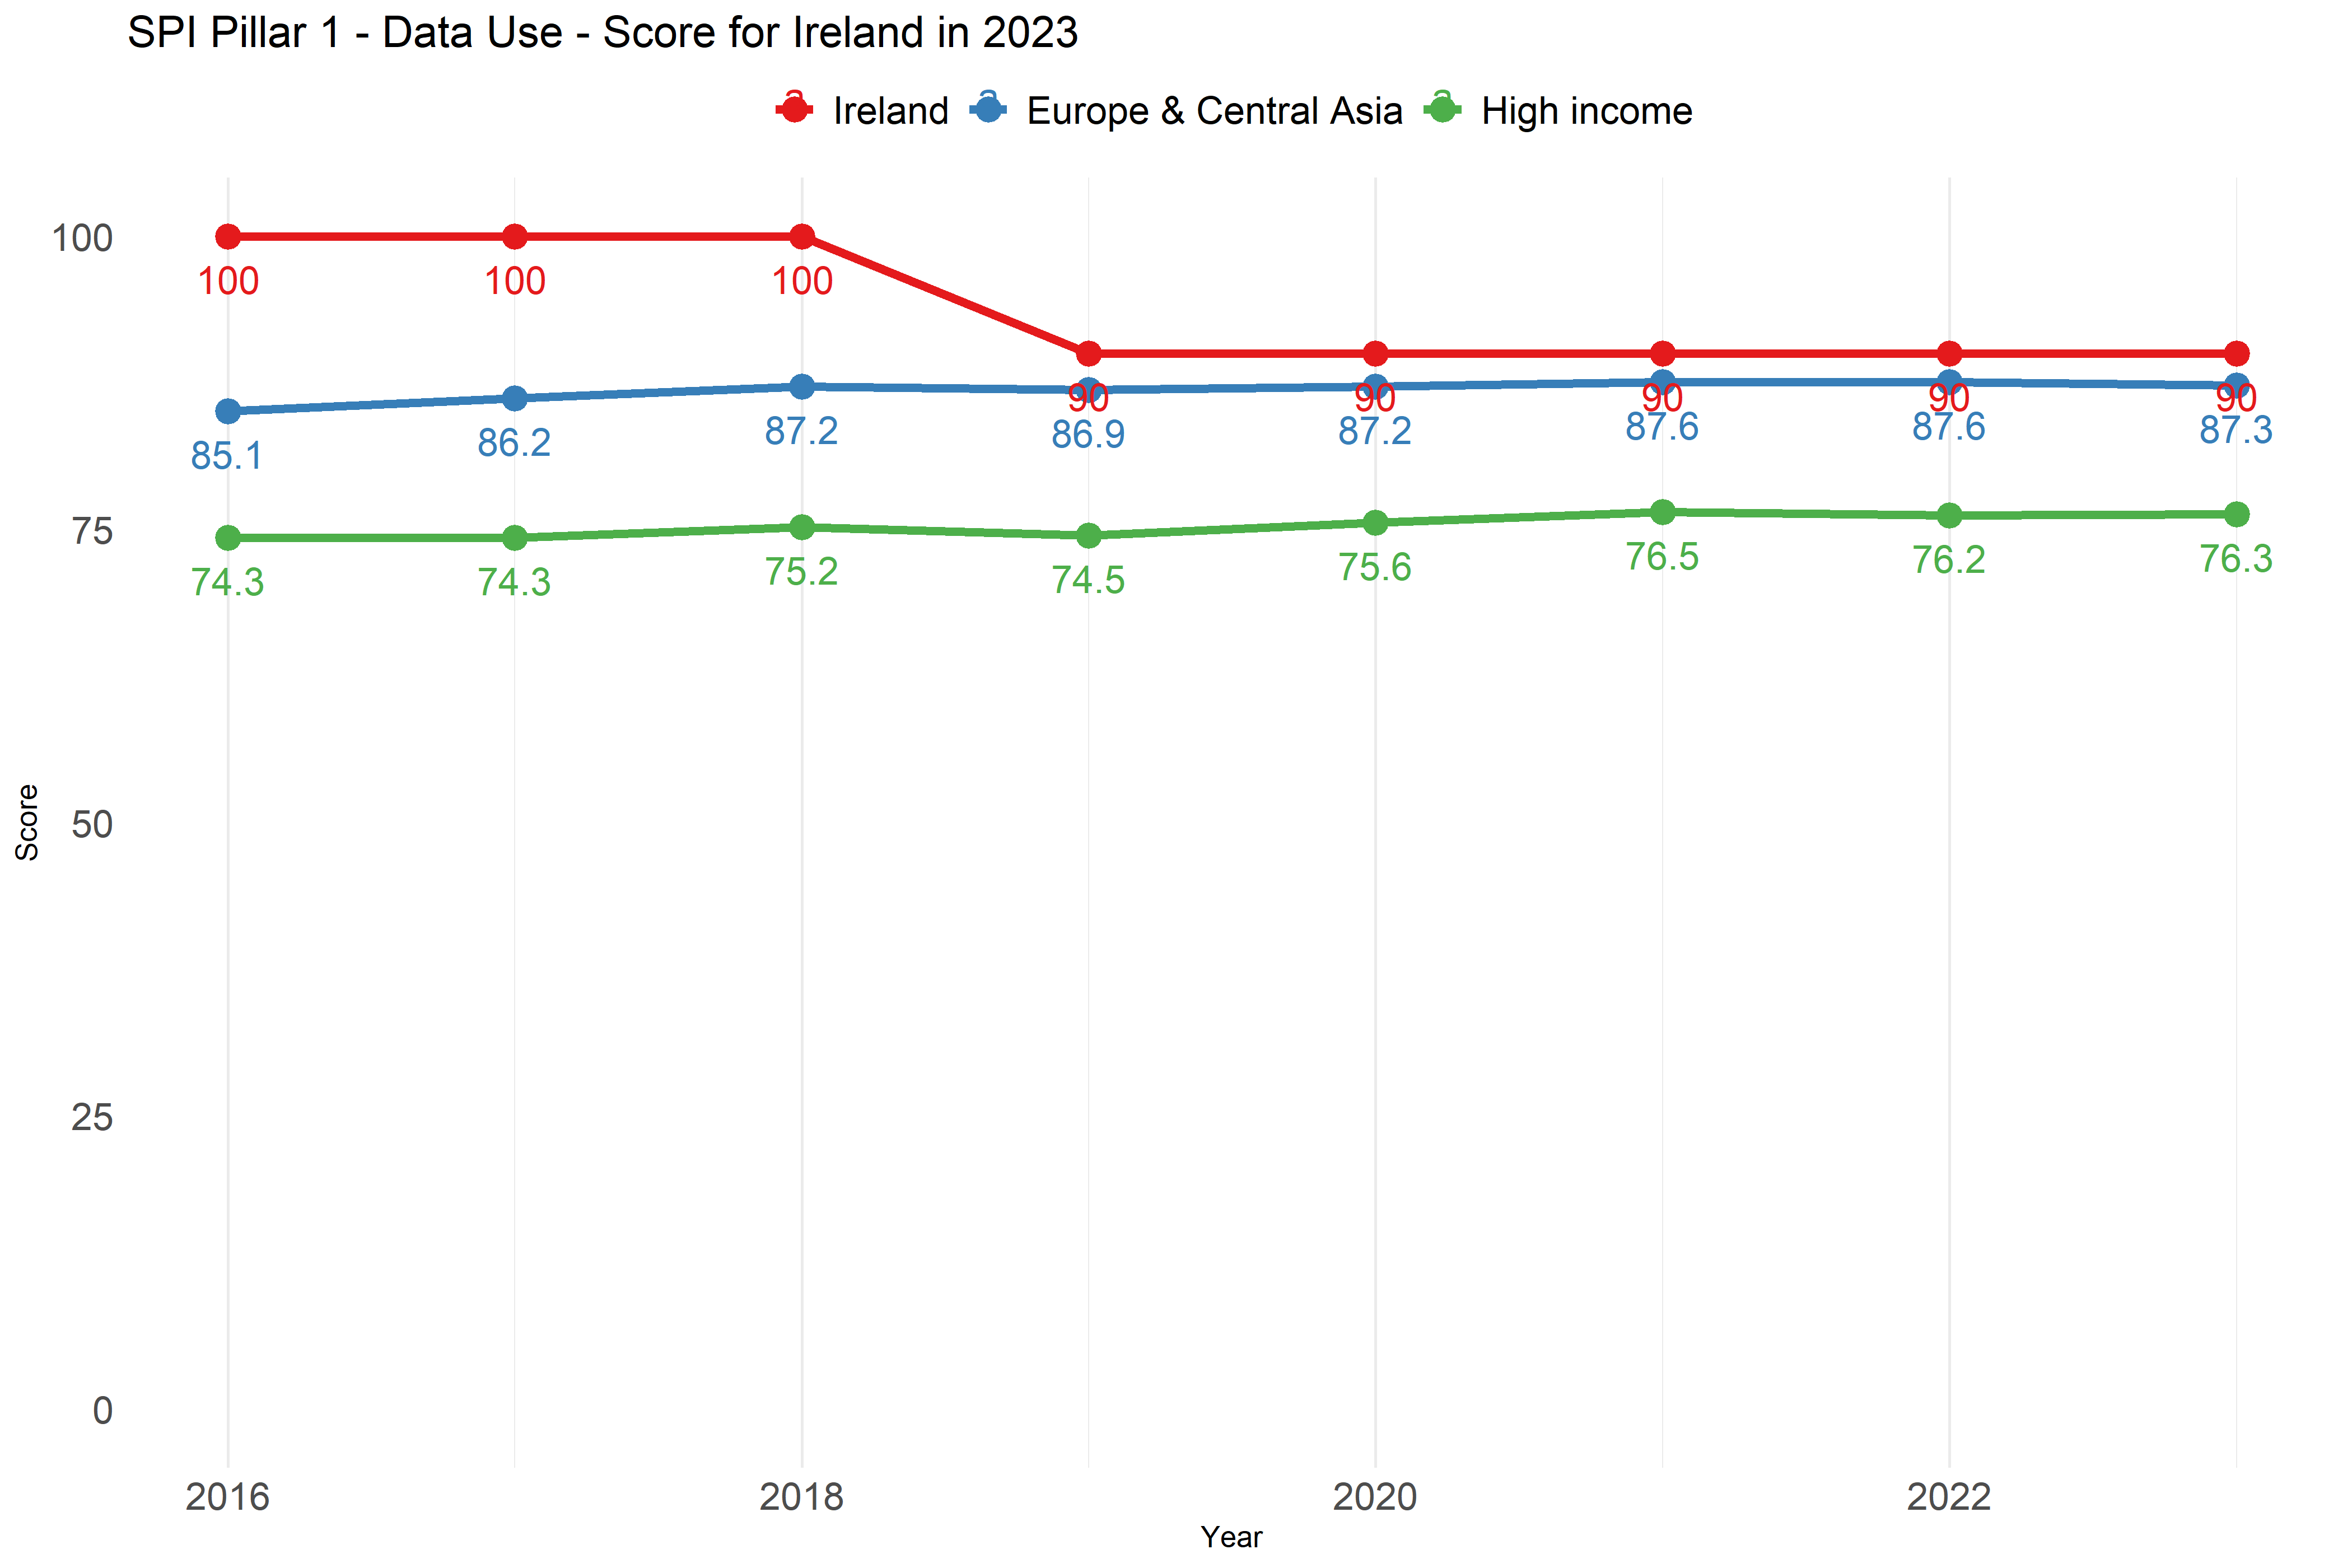 SPI Pillar 1 - Data Use - Score for Ireland in 2023
Ireland Europe & Central Asia High income
100
100 100 100
90 90 90 90 90
85.1 86.2 87.2 86.9 87.2 87.6 87.6 87.3
75
74.3 74.3 75.2 74.5 75.6 76.5 76.2 76.3
Score
50
25
0
2016 2018 2020 2022
Year